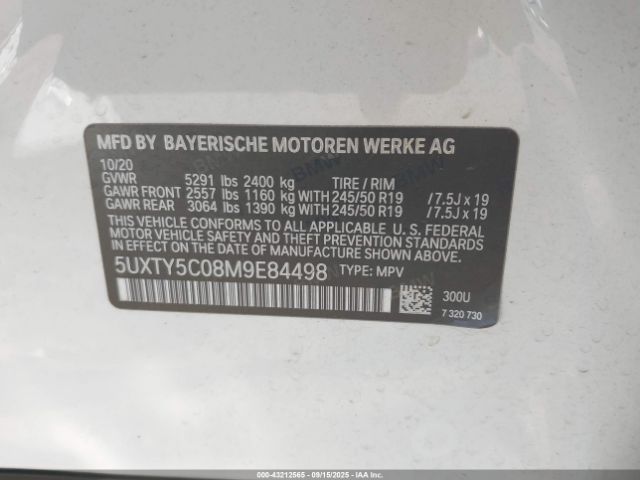 MFD BY BAYERISCHE MOTOREN WERKE AG
10/20
GVWR 5291 lbs 2400 kg TIRE / RIM
GAWR FRONT 2557 lbs 1160 kg WITH 245/50 R19 /7.5J x 19
GAWR REAR 3064 lbs 1390 kg WITH 245/50 R19 /7.5J x 19
THIS VEHICLE CONFORMS TO ALL APPLICABLE U. S. FEDERAL
MOTOR VEHICLE SAFETY AND THEFT PREVENTION STANDARDS
IN EFFECT ON THE DATE OF MANUFACTURE SHOWN ABOVE.
5UXTY5C08M9E84498 TYPE: MPV
300U
7 320 730
000-43212565 - 09/15/2025 - COPYRIGHT IAA, LLC.